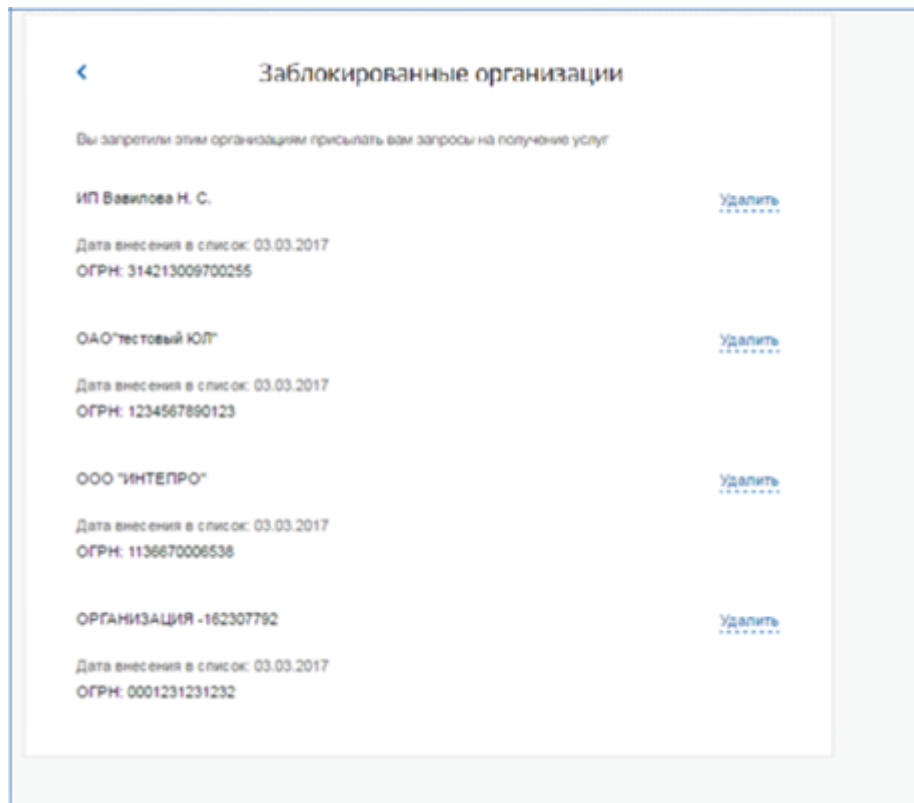 Заблокированные организации
Вы запретили этим организациям присылать вам запросы на получение услуг
ИП Вавилова Н. С.
Удалить
Дата внесения в список: 03.03.2017
ОГРН: 314213009700255
ОАО"тестовый ЮЛ"
Удалить
Дата внесения в список: 03.03.2017
ОГРН: 1234567890123
ООО "ИНТЕПРО"
Удалить
Дата внесения в список: 03.03.2017
ОГРН: 1136670006538
ОРГАНИЗАЦИЯ -162307792
Удалить
Дата внесения в список: 03.03.2017
ОГРН: 0001231231232